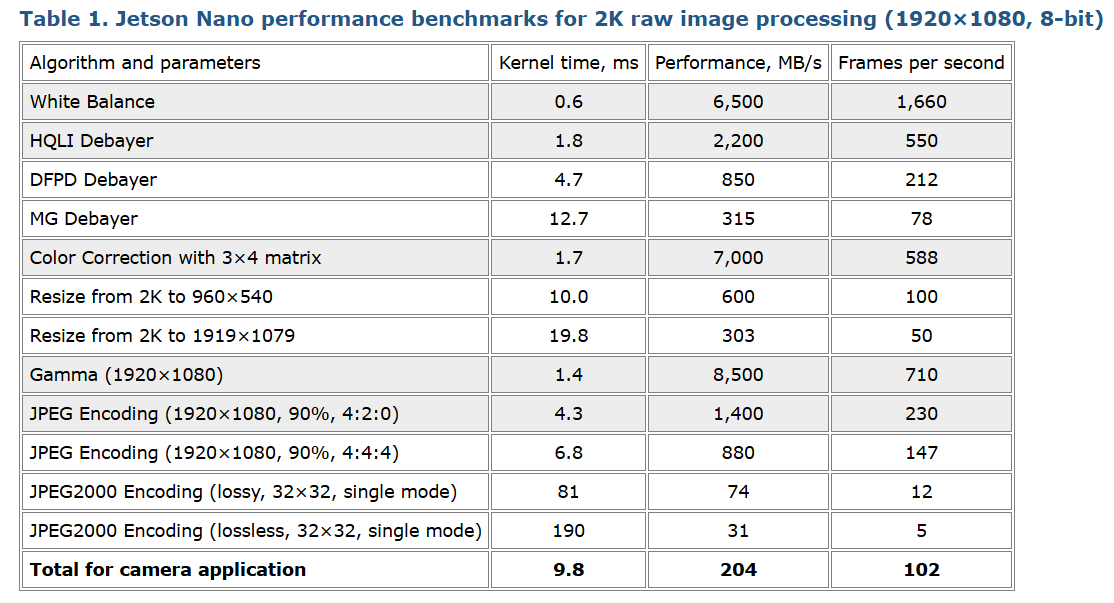 Table 1. Jetson Nano performance benchmarks for 2K raw image processing (1920×1080, 8-bit)
Algorithm and parameters Kernel time, ms Performance, MB/s Frames per second
White Balance 0.6 6,500 1,660
HQLI Debayer 1.8 2,200 550
DFPD Debayer 4.7 850 212
MG Debayer 12.7 315 78
Color Correction with 3×4 matrix 1.7 7,000 588
Resize from 2K to 960×540 10.0 600 100
Resize from 2K to 1919×1079 19.8 303 50
Gamma (1920×1080) 1.4 8,500 710
JPEG Encoding (1920×1080, 90%, 4:2:0) 4.3 1,400 230
JPEG Encoding (1920×1080, 90%, 4:4:4) 6.8 880 147
JPEG2000 Encoding (lossy, 32×32, single mode) 81 74 12
JPEG2000 Encoding (lossless, 32×32, single mode) 190 31 5
Total for camera application 9.8 204 102